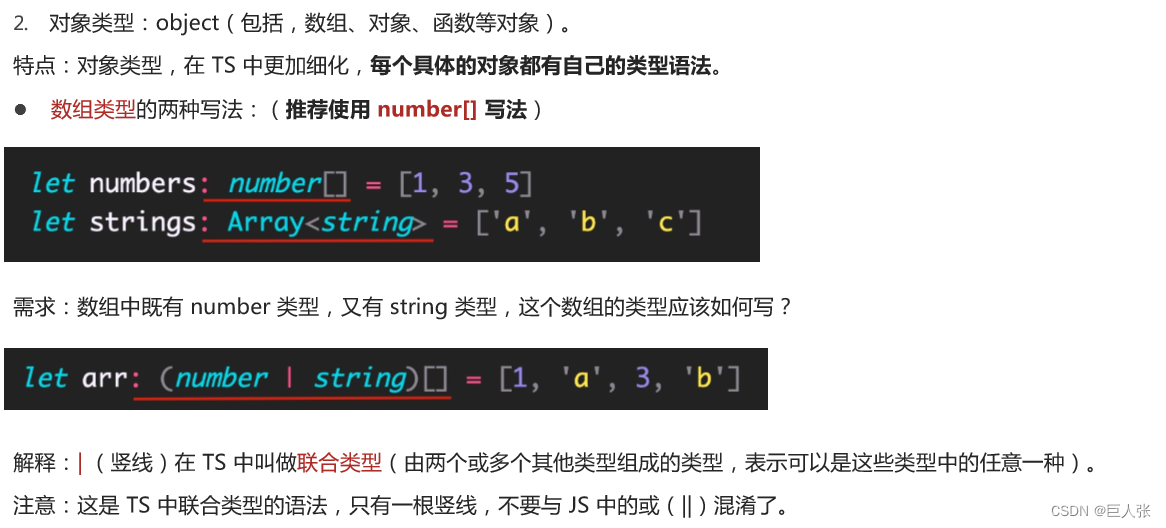 2. 对象类型：object（包括，数组、对象、函数等对象）。
特点：对象类型，在 TS 中更加细化，每个具体的对象都有自己的类型语法。
● 数组类型的两种写法：（推荐使用 number[] 写法）
let numbers: number[] = [1, 3, 5]
let strings: Array<string> = ['a', 'b', 'c']
需求：数组中既有 number 类型，又有 string 类型，这个数组的类型应该如何写？
let arr: (number | string)[] = [1, 'a', 3, 'b']
解释：|（竖线）在 TS 中叫做联合类型（由两个或多个其他类型组成的类型，表示可以是这些类型中的任意一种）。
注意：这是 TS 中联合类型的语法，只有一根竖线，不要与 JS 中的或（||）混淆了。
CSDN @巨人张